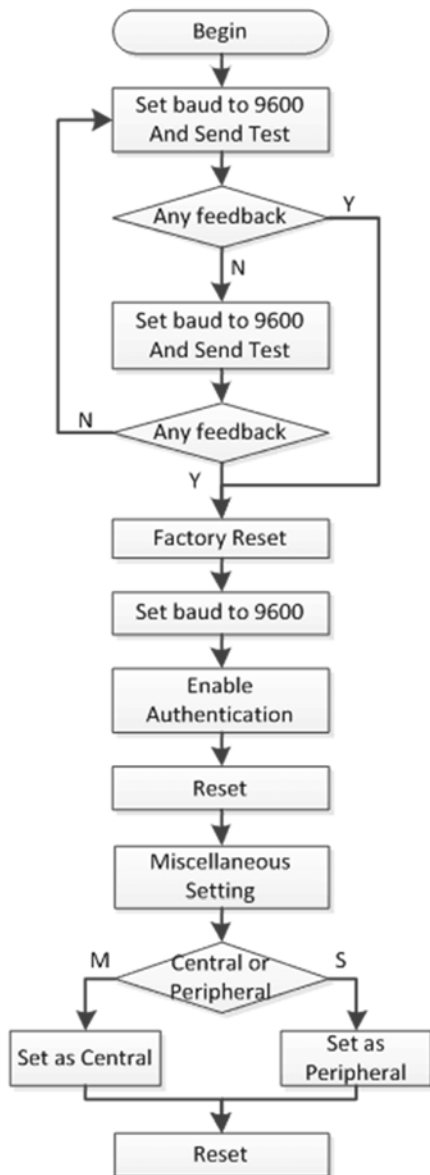 Begin
Set baud to 9600
And Send Test
Any feedback
Y
N
Set baud to 9600
And Send Test
N
Any feedback
Y
Factory Reset
Set baud to 9600
Enable
Authentication
Reset
Miscellaneous
Setting
M
Central or
Peripheral
S
Set as Central
Set as
Peripheral
Reset